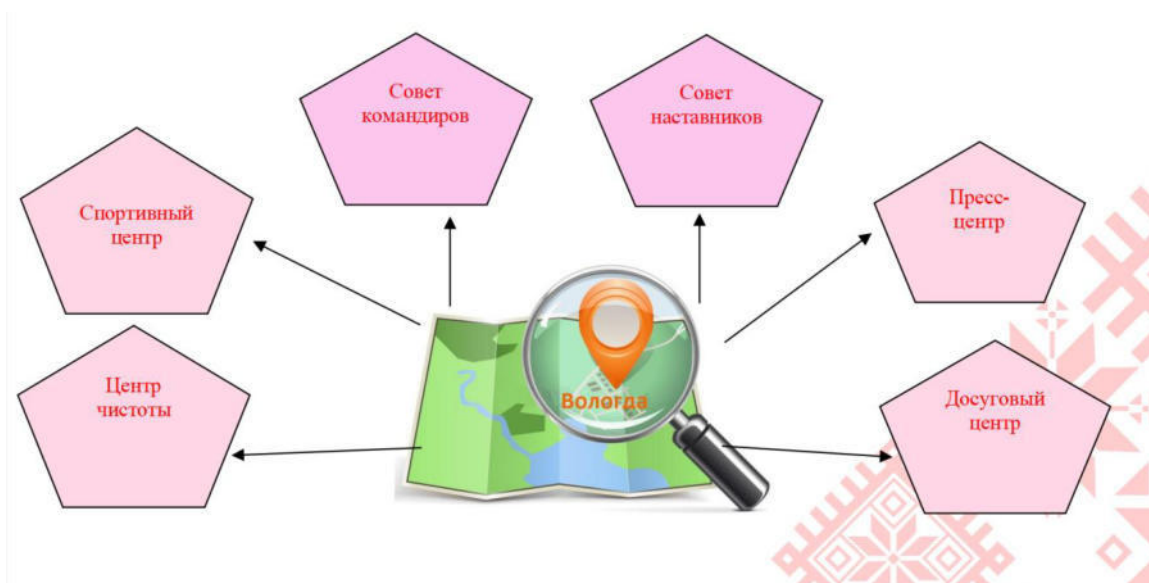 Совет
командиров
Совет
наставников
Спортивный
центр
Пресс-
центр
Центр
чистоты
Досуговый
центр
Вологда